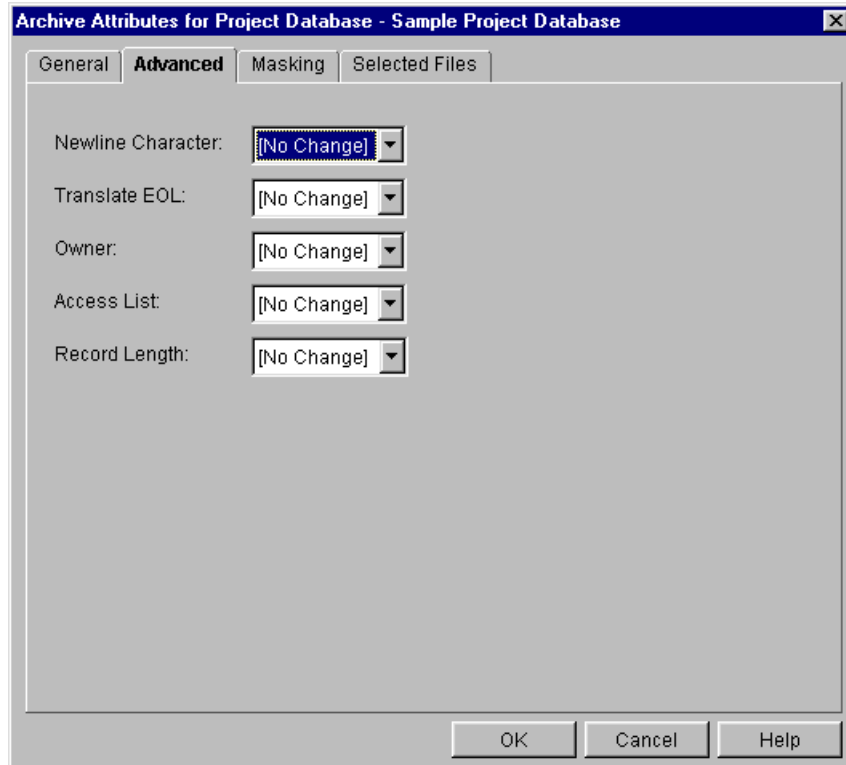 Archive Attributes for Project Database - Sample Project Database
General Advanced Masking Selected Files
Newline Character: [No Change]
Translate EOL: [No Change]
Owner: [No Change]
Access List: [No Change]
Record Length: [No Change]
OK Cancel Help